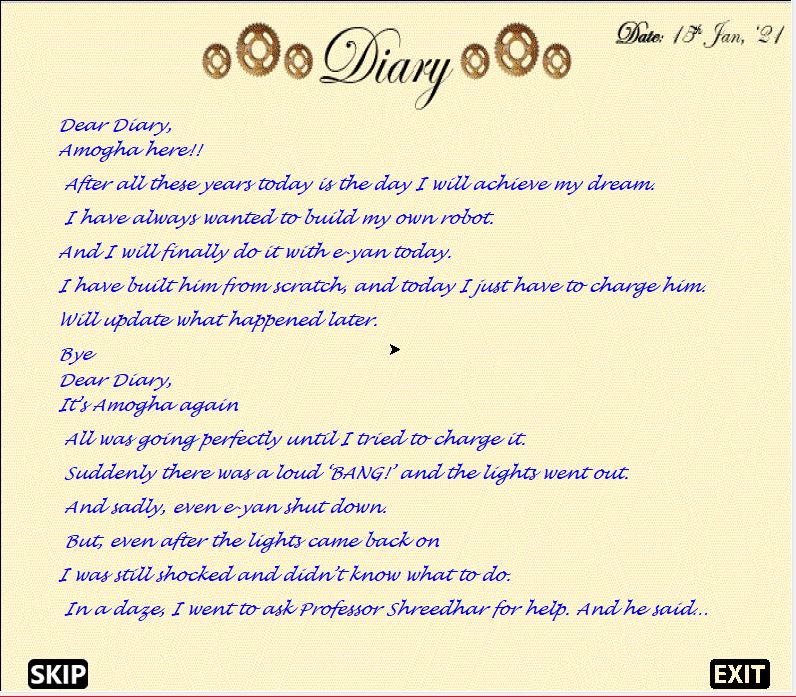 Diary
Date: 15th Jan, '21
Dear Diary,
Amogha here!!
After all these years today is the day I will achieve my dream.
I have always wanted to build my own robot.
And I will finally do it with e-yan today.
I have built him from scratch, and today I just have to charge him.
Will update what happened later.
Bye
Dear Diary,
It's Amogha again
All was going perfectly until I tried to charge it.
Suddenly there was a loud 'BANG!' and the lights went out.
And sadly, even e-yan shut down.
But, even after the lights came back on
I was still shocked and didn't know what to do.
In a daze, I went to ask Professor Shreedhar for help. And he said...
SKIP
EXIT